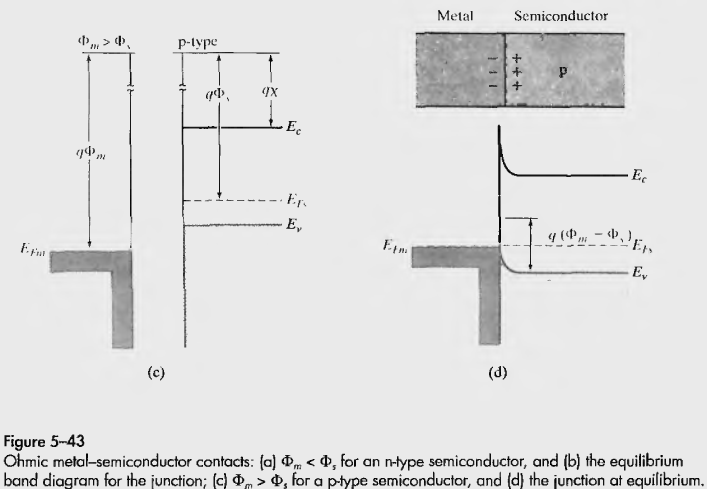 Metal Semiconductor
Φm > Φs p-type
− + p
− +
− +
qΦs qχ
Ec
qΦm
Ec
EFs
Ev
q (Φm − Φs)
EFm EFm EFs
Ev
(c) (d)
Figure 5–43
Ohmic metal–semiconductor contacts: (a) Φm < Φs for an n-type semiconductor, and (b) the equilibrium
band diagram for the junction; (c) Φm > Φs for a p-type semiconductor, and (d) the junction at equilibrium.